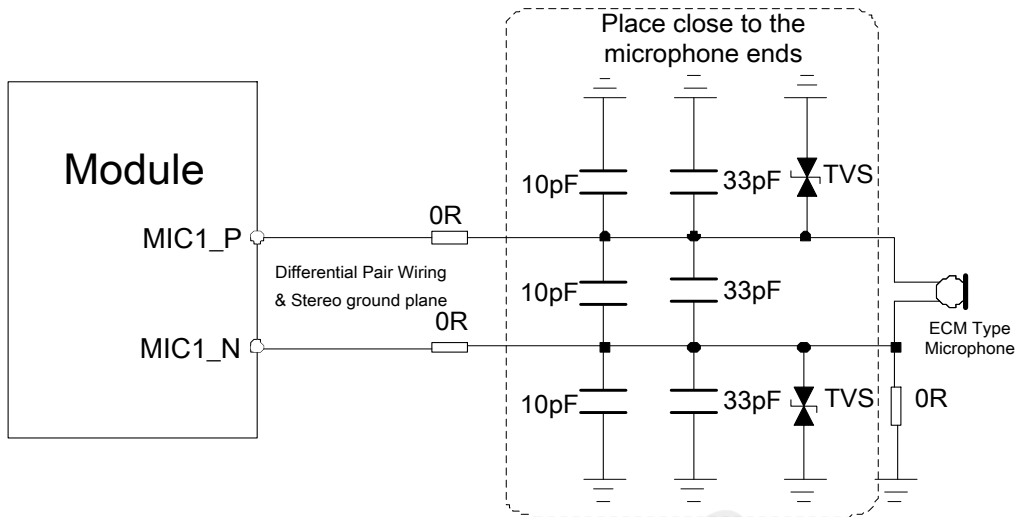 Place close to the
microphone ends
Module
10pF
33pF
TVS
MIC1_P
0R
Differential Pair Wiring
& Stereo ground plane
10pF
33pF
0R
MIC1_N
ECM Type
Microphone
10pF
33pF
TVS
0R